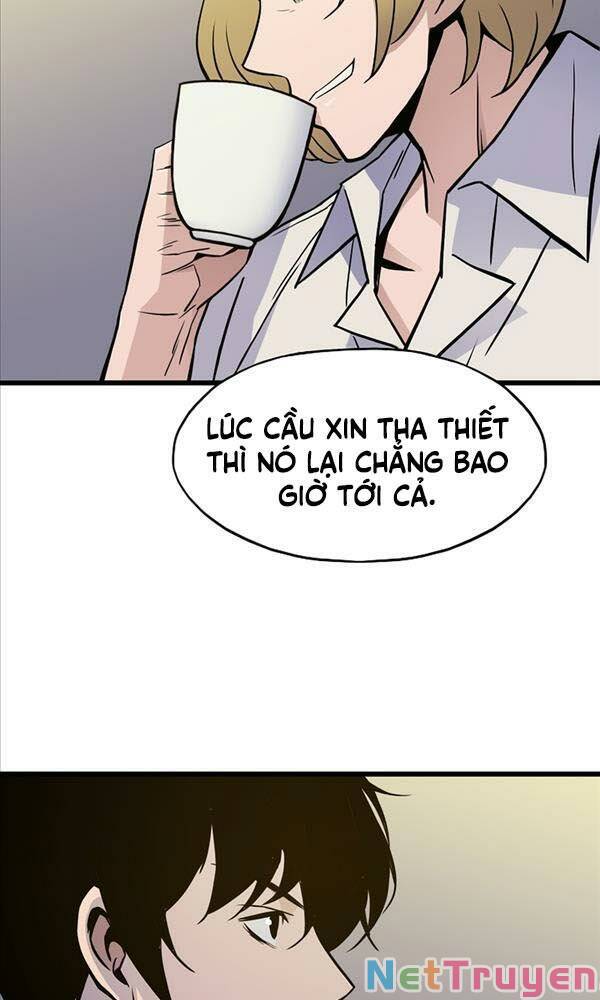 LÚC CẦU XIN THA THIẾT
THÌ NÓ LẠI CHẲNG BAO
GIỜ TỚI CẢ.
NetTruyen